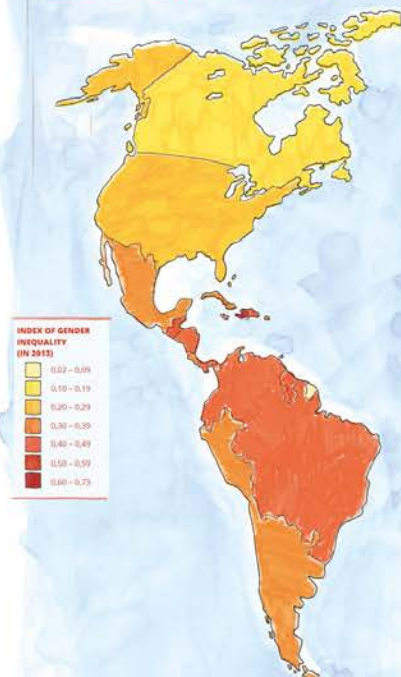 INDEX OF GENDER
INEQUALITY
(IN 2013)
0,02 – 0,09
0,10 – 0,19
0,20 – 0,29
0,30 – 0,39
0,40 – 0,49
0,50 – 0,59
0,60 – 0,73